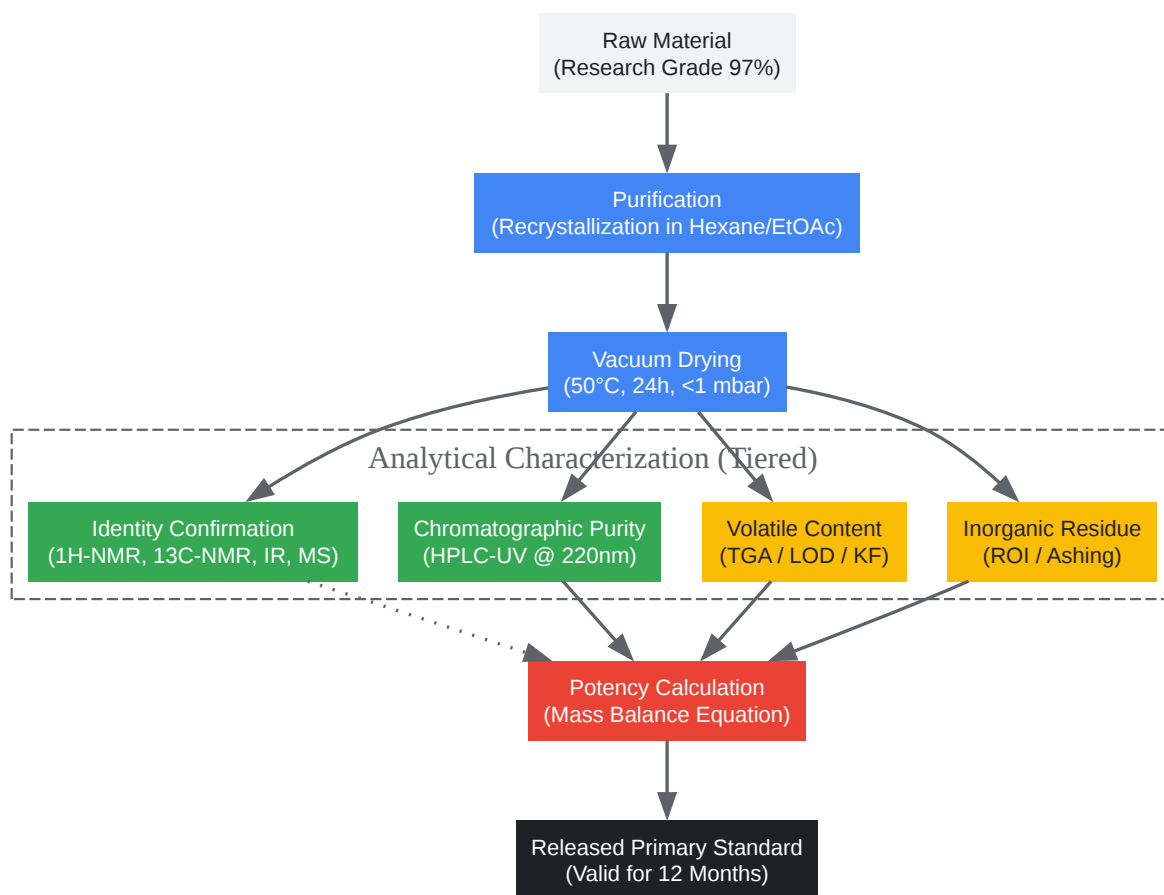 Raw Material
(Research Grade 97%)
Purification
(Recrystallization in Hexane/EtOAc)
Vacuum Drying
(50°C, 24h, <1 mbar)
Analytical Characterization (Tiered)
Identity Confirmation
(1H-NMR, 13C-NMR, IR, MS)
Chromatographic Purity
(HPLC-UV @ 220nm)
Volatile Content
(TGA / LOD / KF)
Inorganic Residue
(ROI / Ashing)
Potency Calculation
(Mass Balance Equation)
Released Primary Standard
(Valid for 12 Months)